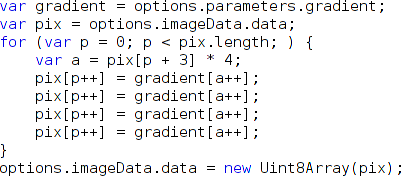 var gradient = options.parameters.gradient;
var pix = options.imageData.data;
for (var p = 0; p < pix.length; ) {
    var a = pix[p + 3] * 4;
    pix[p++] = gradient[a++];
    pix[p++] = gradient[a++];
    pix[p++] = gradient[a++];
    pix[p++] = gradient[a++];
}
options.imageData.data = new Uint8Array(pix);